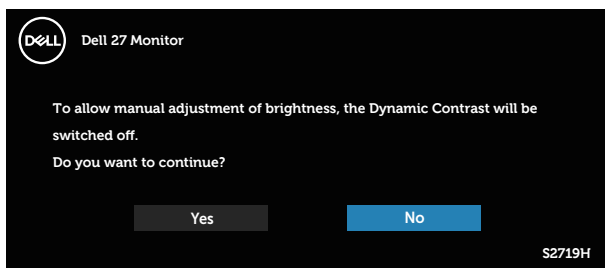 DELL
Dell 27 Monitor
To allow manual adjustment of brightness, the Dynamic Contrast will be
switched off.
Do you want to continue?
Yes
No
S2719H